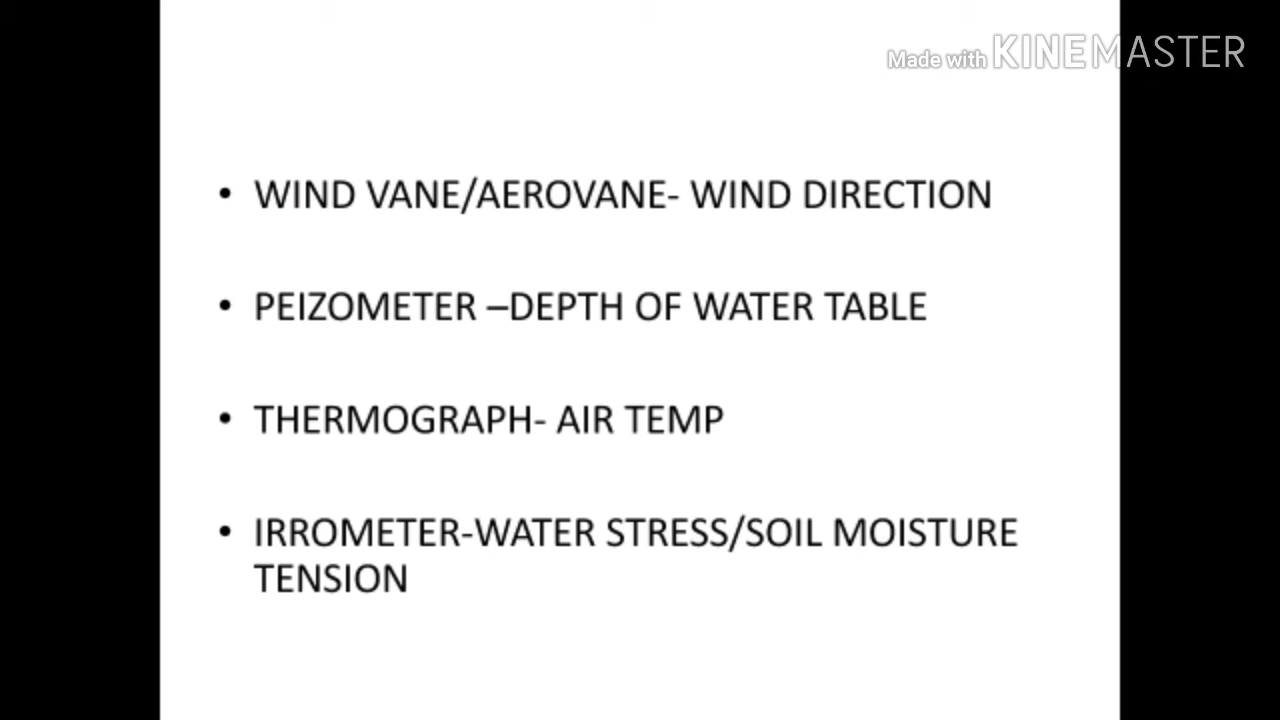 Made with KINEMASTER
• WIND VANE/AEROVANE- WIND DIRECTION
• PEIZOMETER –DEPTH OF WATER TABLE
• THERMOGRAPH- AIR TEMP
• IRROMETER-WATER STRESS/SOIL MOISTURE
TENSION